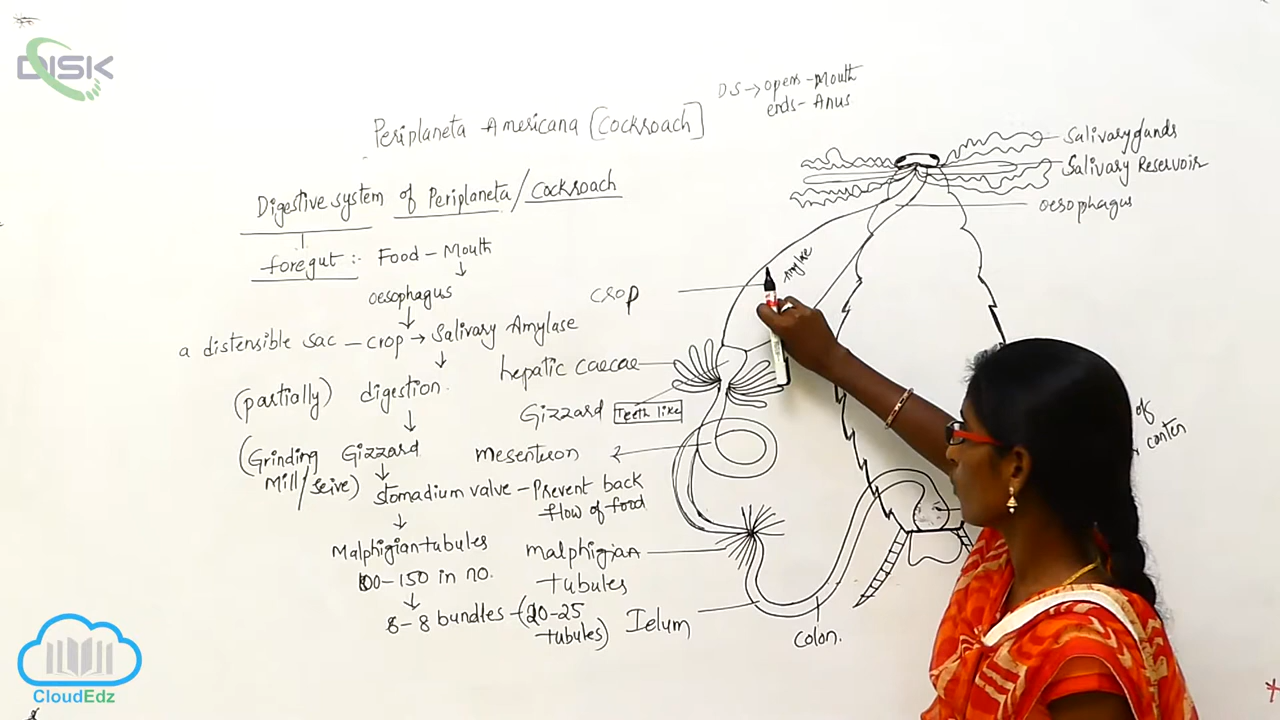 DISK
D.S → opens - Mouth
ends - Anus
Periplaneta Americana [Cockroach]
Digestive system of Periplaneta / Cockroach
foregut :- Food - Mouth
oesophagus
a distensible sac - crop → Salivary Amylase
(partially) digestion.
(Grinding Gizzard
Mill/seive)
stomadium valve - Prevent back
flow of food
Malphigian tubules
100-150 in no.
6-8 bundles - (20-25
tubules)
Salivary glands
Salivary Reservoir
oesophagus
Amylase
crop
hepatic caecae
Gizzard Teeth like
mesenturon
malphigian
tubules
Ielum
colon.
of
CloudEdz